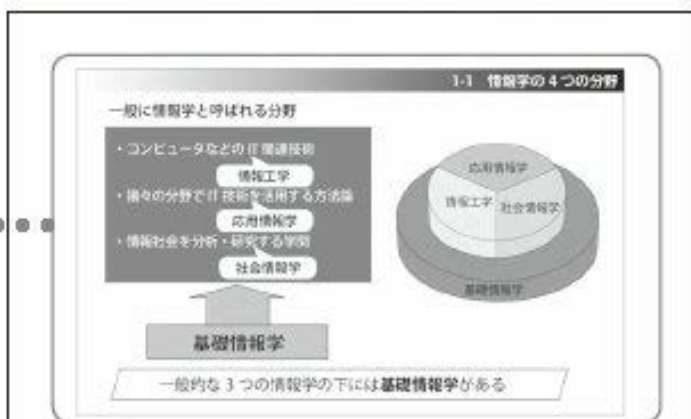 1-1 情報学の4つの分野
一般に情報学と呼ばれる分野
・コンピュータなどのIT関連技術
情報工学
・諸々の分野でIT技術を活用する方法論
応用情報学
・情報社会を分析・研究する学問
社会情報学
基礎情報学
一般的な3つの情報学の下には基礎情報学がある
応用情報学
情報工学
社会情報学
基礎情報学